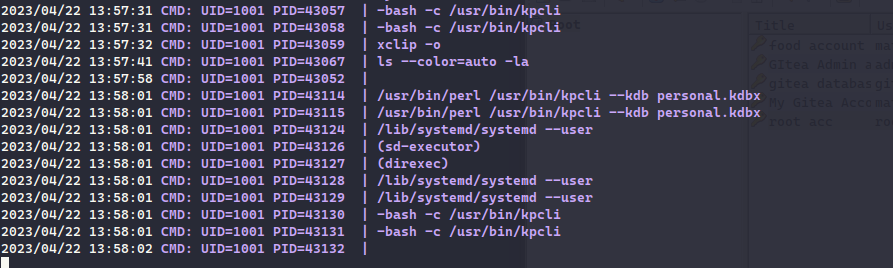 2023/04/22 13:57:31 CMD: UID=1001 PID=43057 | -bash -c /usr/bin/kpcli
2023/04/22 13:57:31 CMD: UID=1001 PID=43058 | -bash -c /usr/bin/kpcli
2023/04/22 13:57:32 CMD: UID=1001 PID=43059 | xclip -o
2023/04/22 13:57:41 CMD: UID=1001 PID=43067 | ls --color=auto -la
2023/04/22 13:57:58 CMD: UID=1001 PID=43052 |
2023/04/22 13:58:01 CMD: UID=1001 PID=43114 | /usr/bin/perl /usr/bin/kpcli --kdb personal.kdbx
2023/04/22 13:58:01 CMD: UID=1001 PID=43115 | /usr/bin/perl /usr/bin/kpcli --kdb personal.kdbx
2023/04/22 13:58:01 CMD: UID=1001 PID=43124 | /lib/systemd/systemd --user
2023/04/22 13:58:01 CMD: UID=1001 PID=43126 | (sd-executor)
2023/04/22 13:58:01 CMD: UID=1001 PID=43127 | (direxec)
2023/04/22 13:58:01 CMD: UID=1001 PID=43128 | /lib/systemd/systemd --user
2023/04/22 13:58:01 CMD: UID=1001 PID=43129 | /lib/systemd/systemd --user
2023/04/22 13:58:01 CMD: UID=1001 PID=43130 | -bash -c /usr/bin/kpcli
2023/04/22 13:58:01 CMD: UID=1001 PID=43131 | -bash -c /usr/bin/kpcli
2023/04/22 13:58:02 CMD: UID=1001 PID=43132 |
Title
food account
GItea Admin
gitea databas
My Gitea Acc
root acc